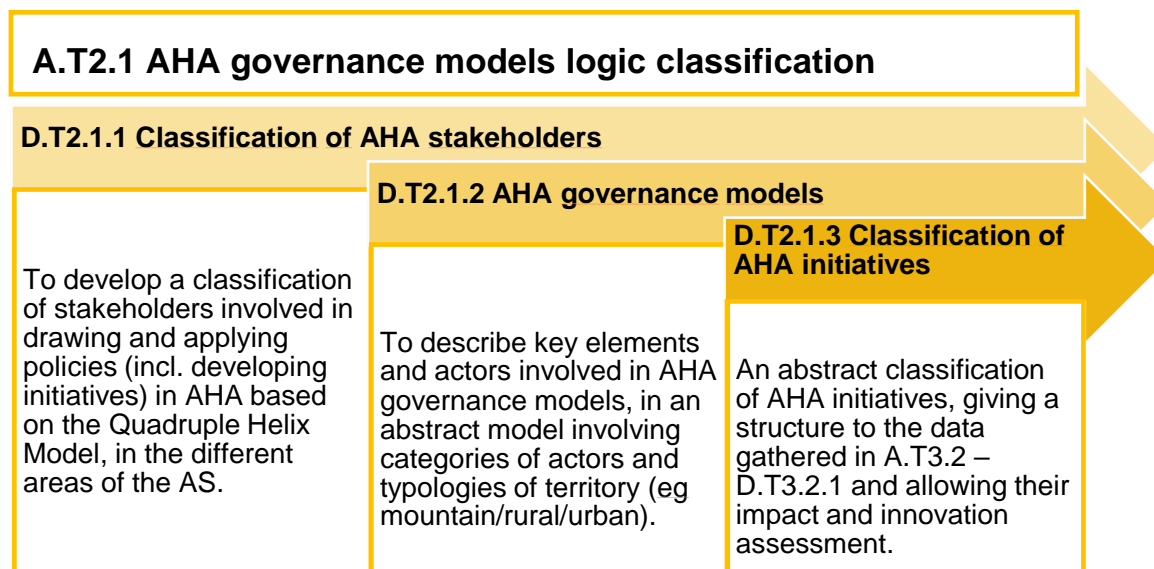 A.T2.1 AHA governance models logic classification
D.T2.1.1 Classification of AHA stakeholders
To develop a classification
of stakeholders involved in
drawing and applying
policies (incl. developing
initiatives) in AHA based
on the Quadruple Helix
Model, in the different
areas of the AS.
D.T2.1.2 AHA governance models
To describe key elements
and actors involved in AHA
governance models, in an
abstract model involving
categories of actors and
typologies of territory (eg
mountain/rural/urban).
D.T2.1.3 Classification of
AHA initiatives
An abstract classification
of AHA initiatives, giving a
structure to the data
gathered in A.T3.2 –
D.T3.2.1 and allowing their
impact and innovation
assessment.